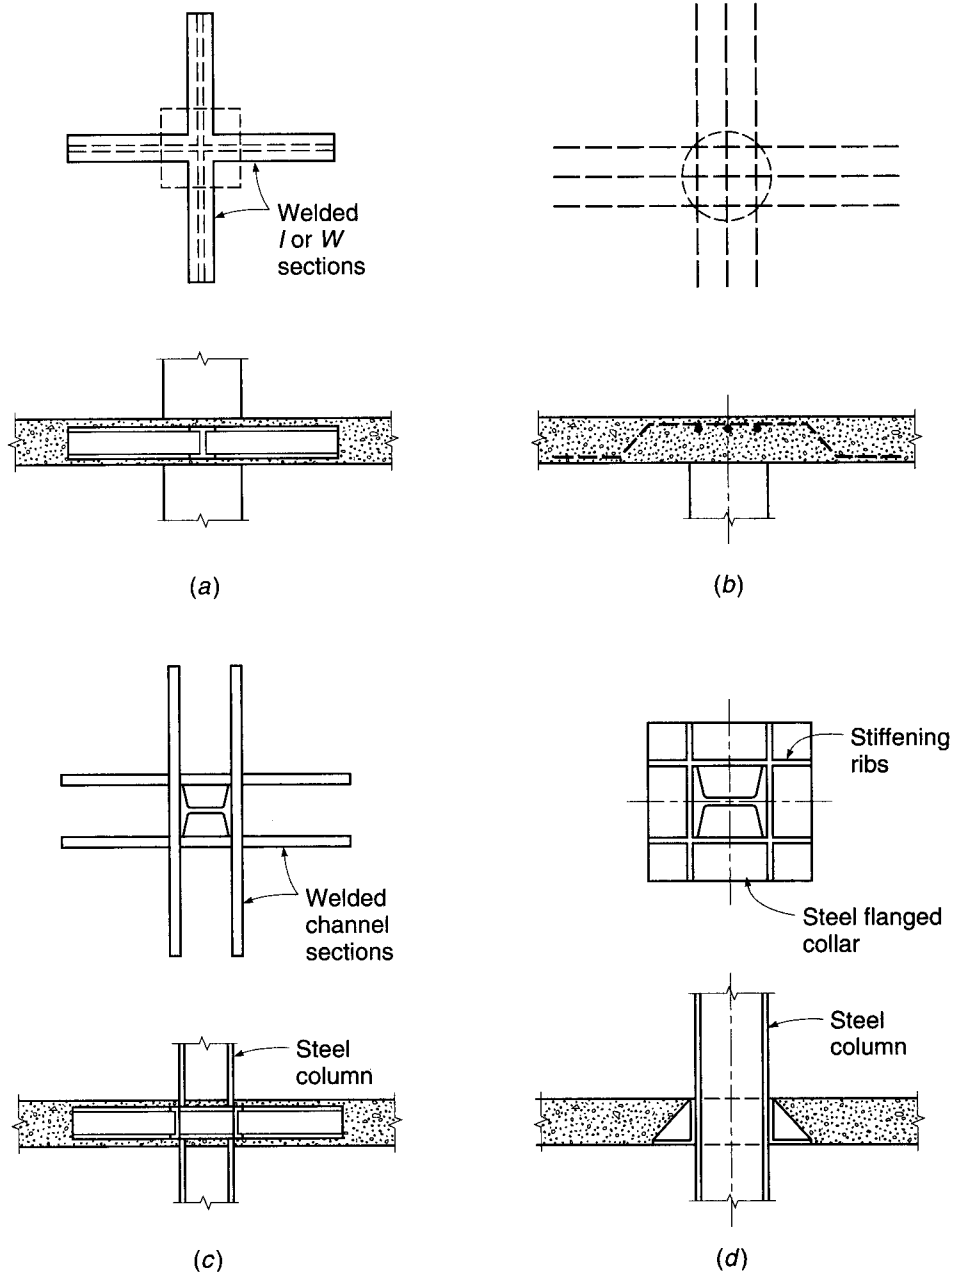 Welded
I or W
sections
(a)
(b)
Welded
channel
sections
Steel
column
(c)
Stiffening
ribs
Steel flanged
collar
Steel
column
(d)